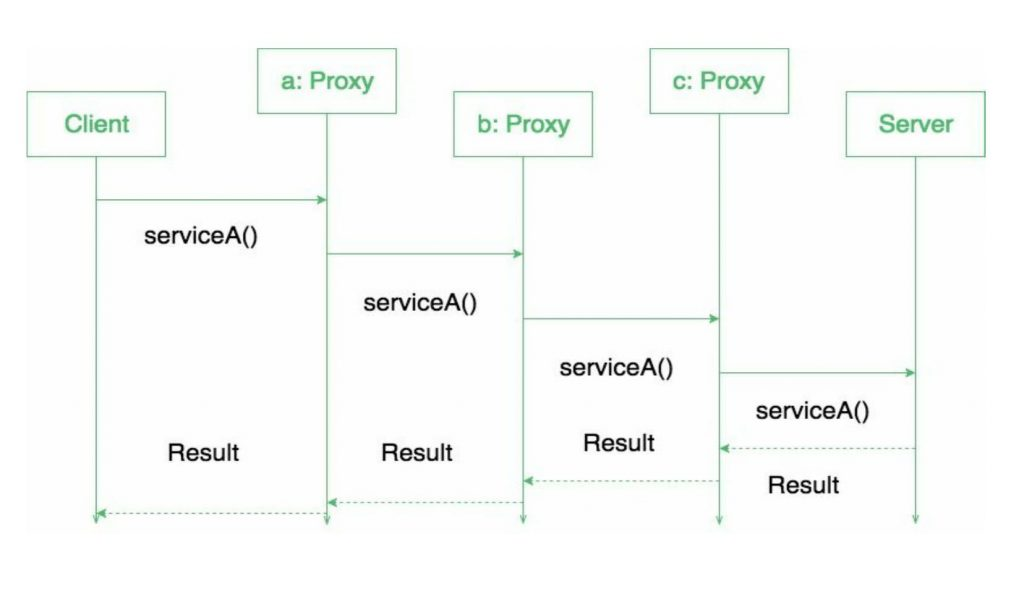 a: Proxy
c: Proxy
Client
b: Proxy
Server
serviceA()
serviceA()
serviceA()
serviceA()
Result
Result
Result
Result